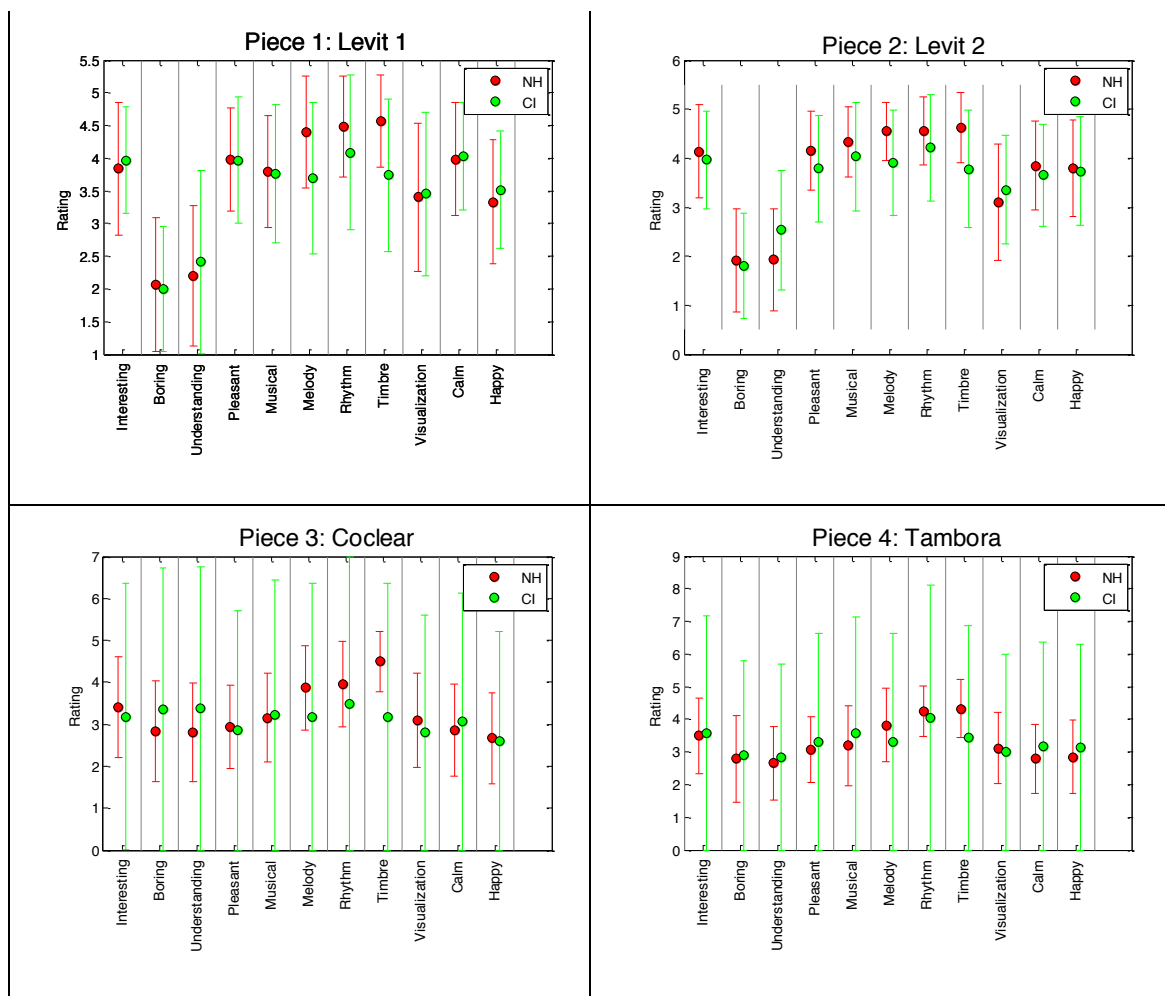 Piece 1: Levit 1
5.5
5
4.5
4
3.5
3
2.5
2
1.5
1
Rating
NH
CI
Interesting
Boring
Understanding
Pleasant
Musical
Melody
Rhythm
Timbre
Visualization
Calm
Happy
Piece 2: Levit 2
6
5
4
3
2
1
0
Rating
NH
CI
Interesting
Boring
Understanding
Pleasant
Musical
Melody
Rhythm
Timbre
Visualization
Calm
Happy
Piece 3: Coclear
7
6
5
4
3
2
1
0
Rating
NH
CI
Interesting
Boring
Understanding
Pleasant
Musical
Melody
Rhythm
Timbre
Visualization
Calm
Happy
Piece 4: Tambora
9
8
7
6
5
4
3
2
1
0
Rating
NH
CI
Interesting
Boring
Understanding
Pleasant
Musical
Melody
Rhythm
Timbre
Visualization
Calm
Happy